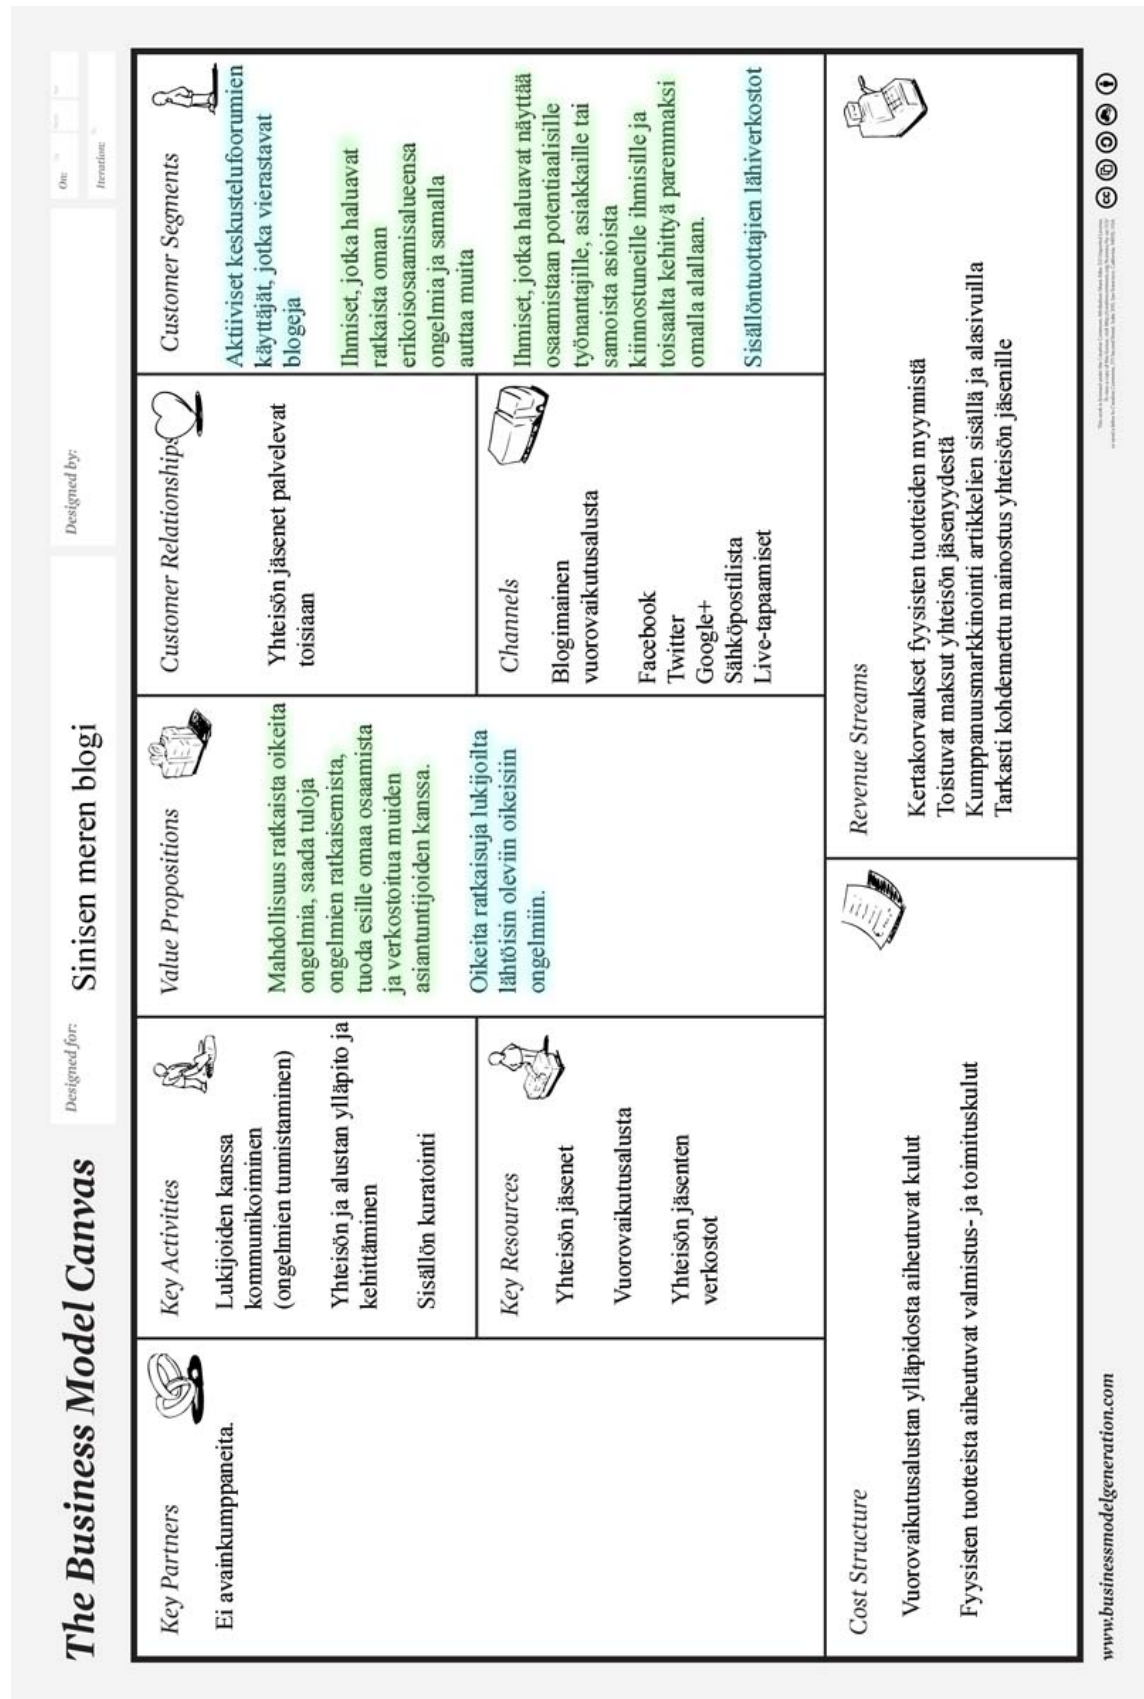 The Business Model Canvas
Designed for:
Sinisen meren blogi
Designed by:
On:
Iteration:
Key Partners
Ei avainkumppaneita.
Key Activities
Lukijoiden kanssa
kommunikoiminen
(ongelmien tunnistaminen)
Yhteisön ja alustan ylläpito ja
kehittäminen
Sisällön kuratointi
Key Resources
Yhteisön jäsenet
Vuorovaikutusalusta
Yhteisön jäsenten
verkostot
Value Propositions
Mahdollisuus ratkaista oikeita
ongelmia, saada tuloja
ongelmien ratkaisemista,
tuoda esille omaa osaamista
ja verkostoitua muiden
asiantuntijoiden kanssa.
Oikeita ratkaisuja lukijoilta
lähtöisin oleviin oikeisiin
ongelmiin.
Customer Relationships
Yhteisön jäsenet palvelevat
toisiaan
Channels
Blogimainen
vuorovaikutusalusta
Facebook
Twitter
Google+
Sähköpostilista
Live-tapaamiset
Customer Segments
Aktiiviset keskustelufoorumien
käyttäjät, jotka vierastavat
blogeja
Ihmiset, jotka haluavat
ratkaista oman
erikoisosaamisalueensa
ongelmia ja samalla
auttaa muita
Ihmiset, jotka haluavat näyttää
osaamistaan potentiaalisille
työnantajille, asiakkaille tai
samoista asioista
kiinnostuneille ihmisille ja
toisaalta kehittyä paremmaksi
omalla alallaan.
Sisällöntuottajien lähiverkostot
Cost Structure
Vuorovaikutusalustan ylläpidosta aiheutuvat kulut
Fyysisten tuotteista aiheutuvat valmistus- ja toimituskulut
Revenue Streams
Kertakorvaukset fyysisten tuotteiden myynnistä
Toistuvat maksut yhteisön jäsenyydestä
Kumppanuusmarkkinointi artikkelien sisällä ja alasivuilla
Tarkasti kohdennettu mainostus yhteisön jäsenille
www.businessmodelgeneration.com